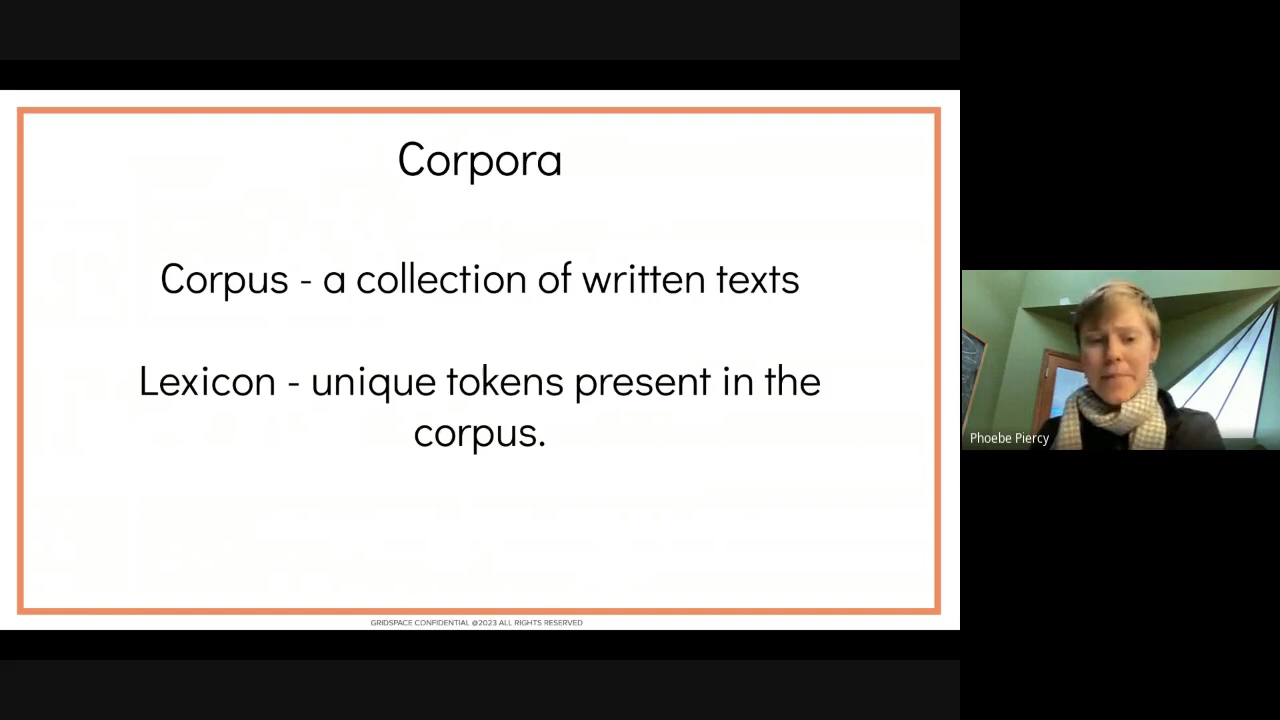 Corpora
Corpus - a collection of written texts
Lexicon - unique tokens present in the
corpus.
GRIDSPACE CONFIDENTIAL @2023 ALL RIGHTS RESERVED
Phoebe Piercy